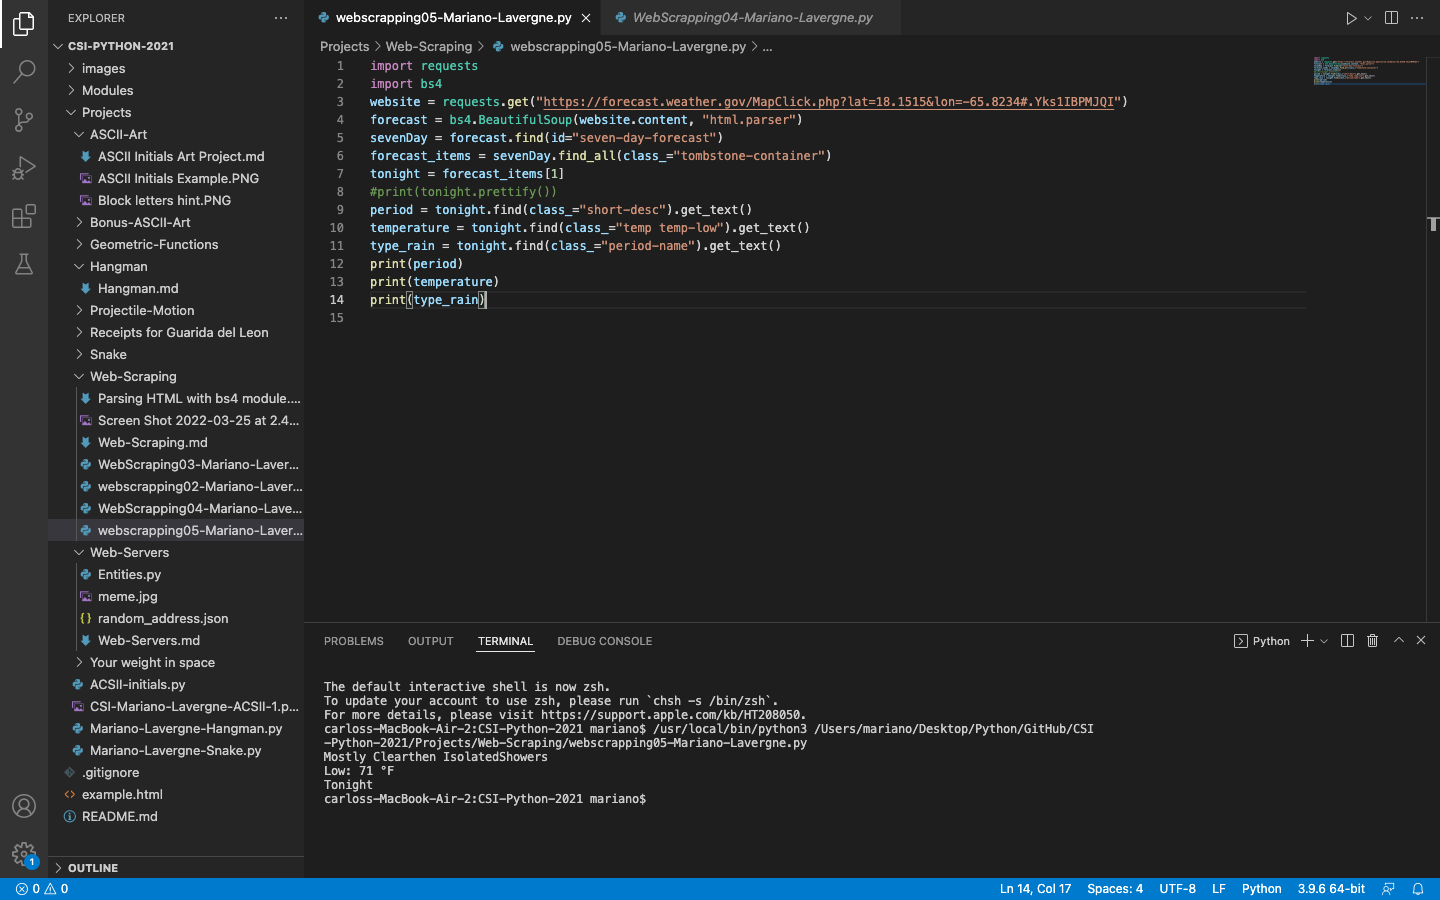 EXPLORER
CSI-PYTHON-2021
images
Modules
Projects
ASCII-Art
ASCII Initials Art Project.md
ASCII Initials Example.PNG
Block letters hint.PNG
Bonus-ASCII-Art
Geometric-Functions
Hangman
Hangman.md
Projectile-Motion
Receipts for Guarida del Leon
Snake
Web-Scraping
Parsing HTML with bs4 module....
Screen Shot 2022-03-25 at 2.4...
Web-Scraping.md
WebScraping03-Mariano-Laver...
webscrapping02-Mariano-Laver...
WebScrapping04-Mariano-Lave...
webscrapping05-Mariano-Laver...
Web-Servers
Entities.py
meme.jpg
random_address.json
Web-Servers.md
Your weight in space
ACSII-initials.py
CSI-Mariano-Lavergne-ACSII-1.p...
Mariano-Lavergne-Hangman.py
Mariano-Lavergne-Snake.py
.gitignore
example.html
README.md
OUTLINE
webscrapping05-Mariano-Lavergne.py
WebScrapping04-Mariano-Lavergne.py
Projects > Web-Scraping > webscrapping05-Mariano-Lavergne.py > ...
1 import requests
2 import bs4
3 website = requests.get("https://forecast.weather.gov/MapClick.php?lat=18.1515&lon=-65.8234#.Yks1IBPMJQI")
4 forecast = bs4.BeautifulSoup(website.content, "html.parser")
5 sevenDay = forecast.find(id="seven-day-forecast")
6 forecast_items = sevenDay.find_all(class_="tombstone-container")
7 tonight = forecast_items[1]
8 #print(tonight.prettify())
9 period = tonight.find(class_="short-desc").get_text()
10 temperature = tonight.find(class_="temp temp-low").get_text()
11 type_rain = tonight.find(class_="period-name").get_text()
12 print(period)
13 print(temperature)
14 print(type_rain)
15
PROBLEMS OUTPUT TERMINAL DEBUG CONSOLE
Python
The default interactive shell is now zsh.
To update your account to use zsh, please run `chsh -s /bin/zsh`.
For more details, please visit https://support.apple.com/kb/HT208050.
carloss-MacBook-Air-2:CSI-Python-2021 mariano$ /usr/local/bin/python3 /Users/mariano/Desktop/Python/GitHub/CSI
-Python-2021/Projects/Web-Scraping/webscrapping05-Mariano-Lavergne.py
Mostly Clearthen IsolatedShowers
Low: 71 °F
Tonight
carloss-MacBook-Air-2:CSI-Python-2021 mariano$
1
0 0
Ln 14, Col 17 Spaces: 4 UTF-8 LF Python 3.9.6 64-bit